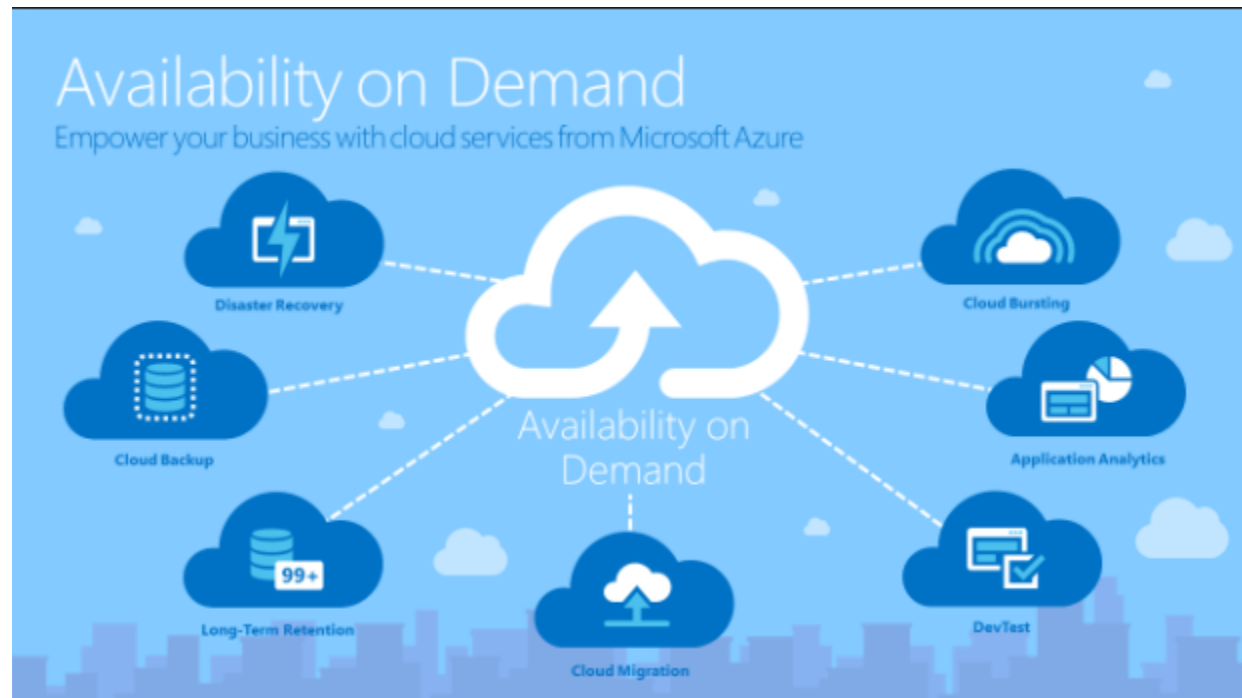 Availability on Demand
Empower your business with cloud services from Microsoft Azure
Disaster Recovery
Cloud Bursting
Cloud Backup
Availability on
Demand
Application Analytics
99+
Long-Term Retention
DevTest
Cloud Migration